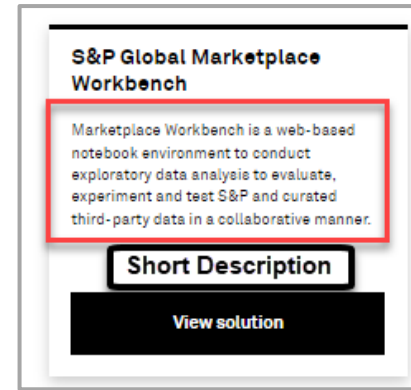 S&P Global Marketplace
Workbench
Marketplace Workbench is a web-based
notebook environment to conduct
exploratory data analysis to evaluate,
experiment and test S&P and curated
third-party data in a collaborative manner.
Short Description
View solution